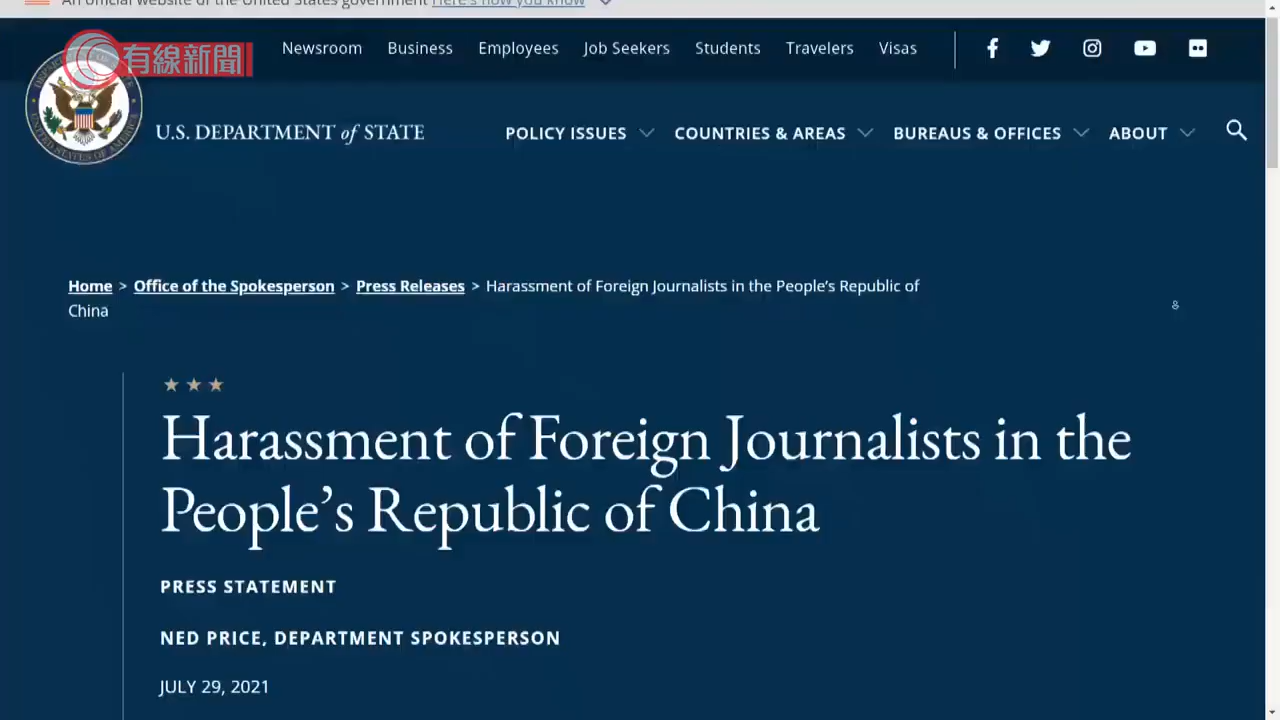 An official website of the United States government Here's how you know
有線新聞
Newsroom Business Employees Job Seekers Students Travelers Visas
U.S. DEPARTMENT of STATE
POLICY ISSUES COUNTRIES & AREAS BUREAUS & OFFICES ABOUT
Home > Office of the Spokesperson > Press Releases > Harassment of Foreign Journalists in the People’s Republic of
China
Harassment of Foreign Journalists in the
People’s Republic of China
PRESS STATEMENT
NED PRICE, DEPARTMENT SPOKESPERSON
JULY 29, 2021